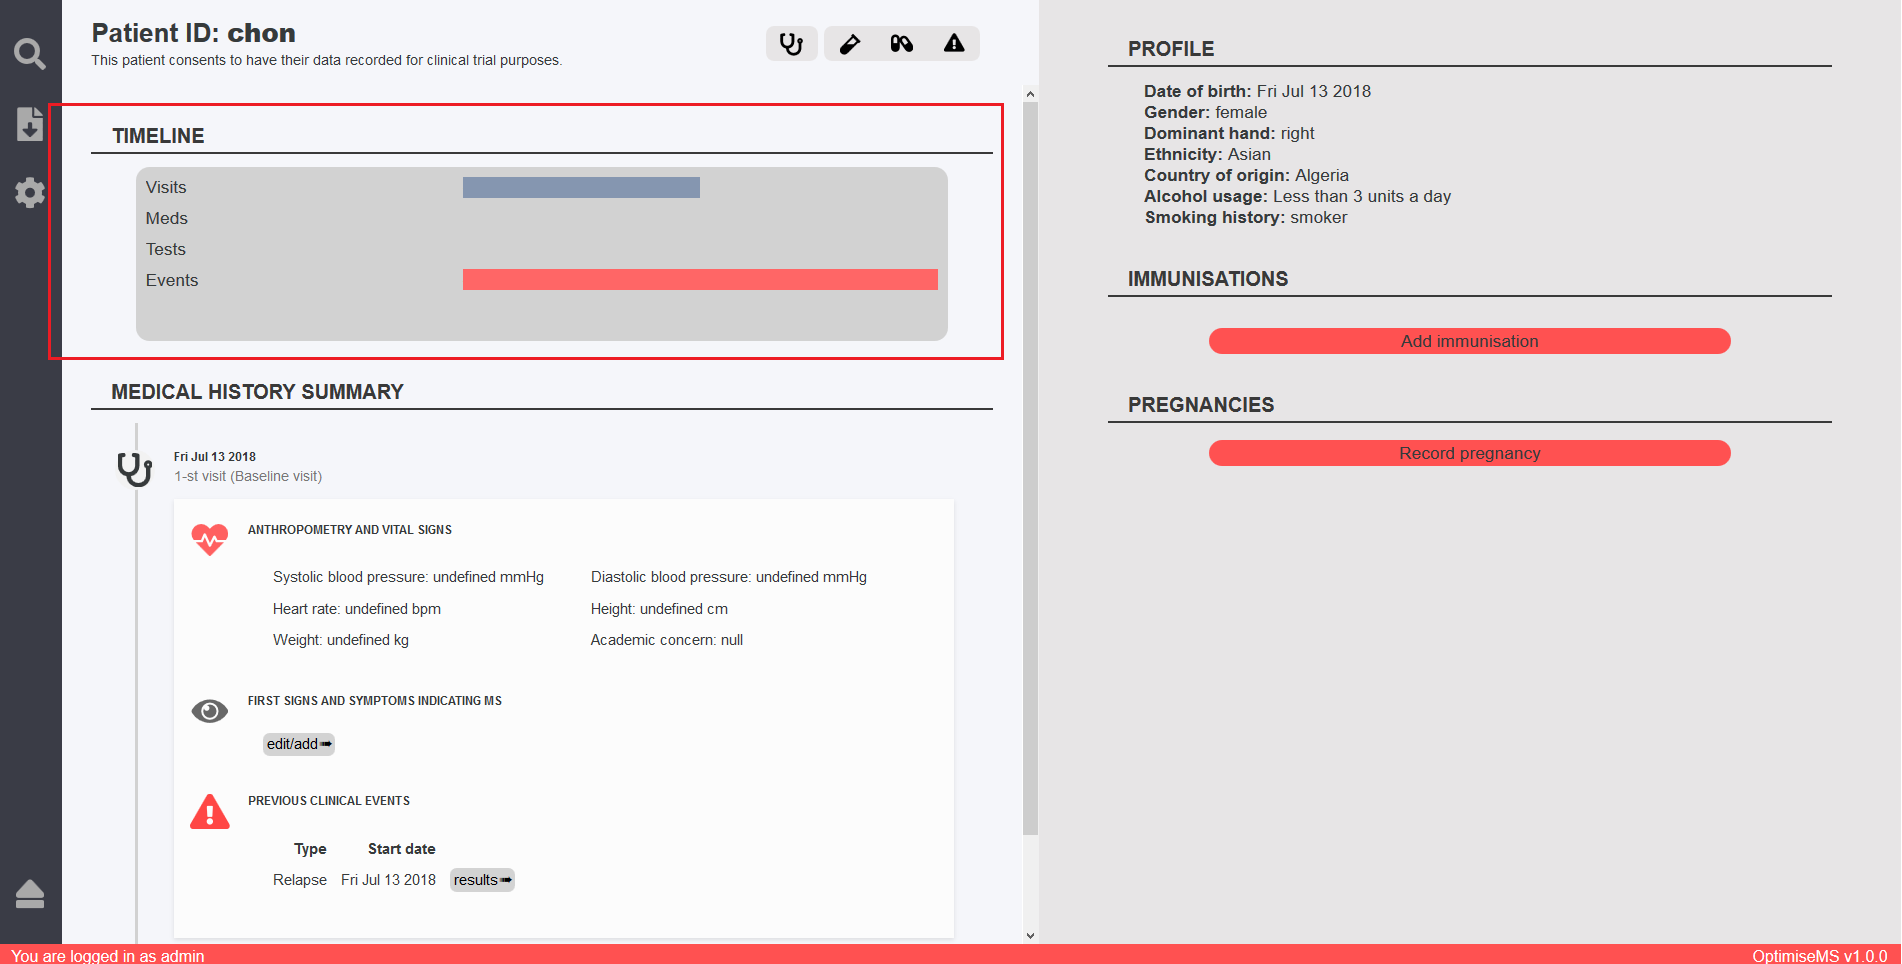 Patient ID: chon
This patient consents to have their data recorded for clinical trial purposes.
TIMELINE
Visits
Meds
Tests
Events
MEDICAL HISTORY SUMMARY
Fri Jul 13 2018
1-st visit (Baseline visit)
ANTHROPOMETRY AND VITAL SIGNS
Systolic blood pressure: undefined mmHg Diastolic blood pressure: undefined mmHg
Heart rate: undefined bpm Height: undefined cm
Weight: undefined kg Academic concern: null
FIRST SIGNS AND SYMPTOMS INDICATING MS
edit/add➠
PREVIOUS CLINICAL EVENTS
Type Start date
Relapse Fri Jul 13 2018 results➠
PROFILE
Date of birth: Fri Jul 13 2018
Gender: female
Dominant hand: right
Ethnicity: Asian
Country of origin: Algeria
Alcohol usage: Less than 3 units a day
Smoking history: smoker
IMMUNISATIONS
Add immunisation
PREGNANCIES
Record pregnancy
You are logged in as admin OptimiseMS v1.0.0